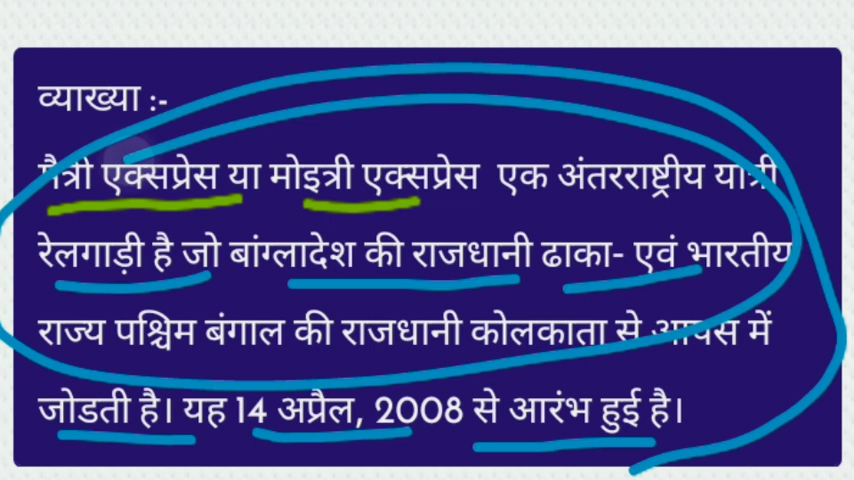 व्याख्या :-
मैत्री एक्सप्रेस या मोइत्री एक्सप्रेस एक अंतरराष्ट्रीय यात्री
रेलगाड़ी है जो बांग्लादेश की राजधानी ढाका- एवं भारतीय
राज्य पश्चिम बंगाल की राजधानी कोलकाता से आपस में
जोडती है। यह 14 अप्रैल, 2008 से आरंभ हुई है।